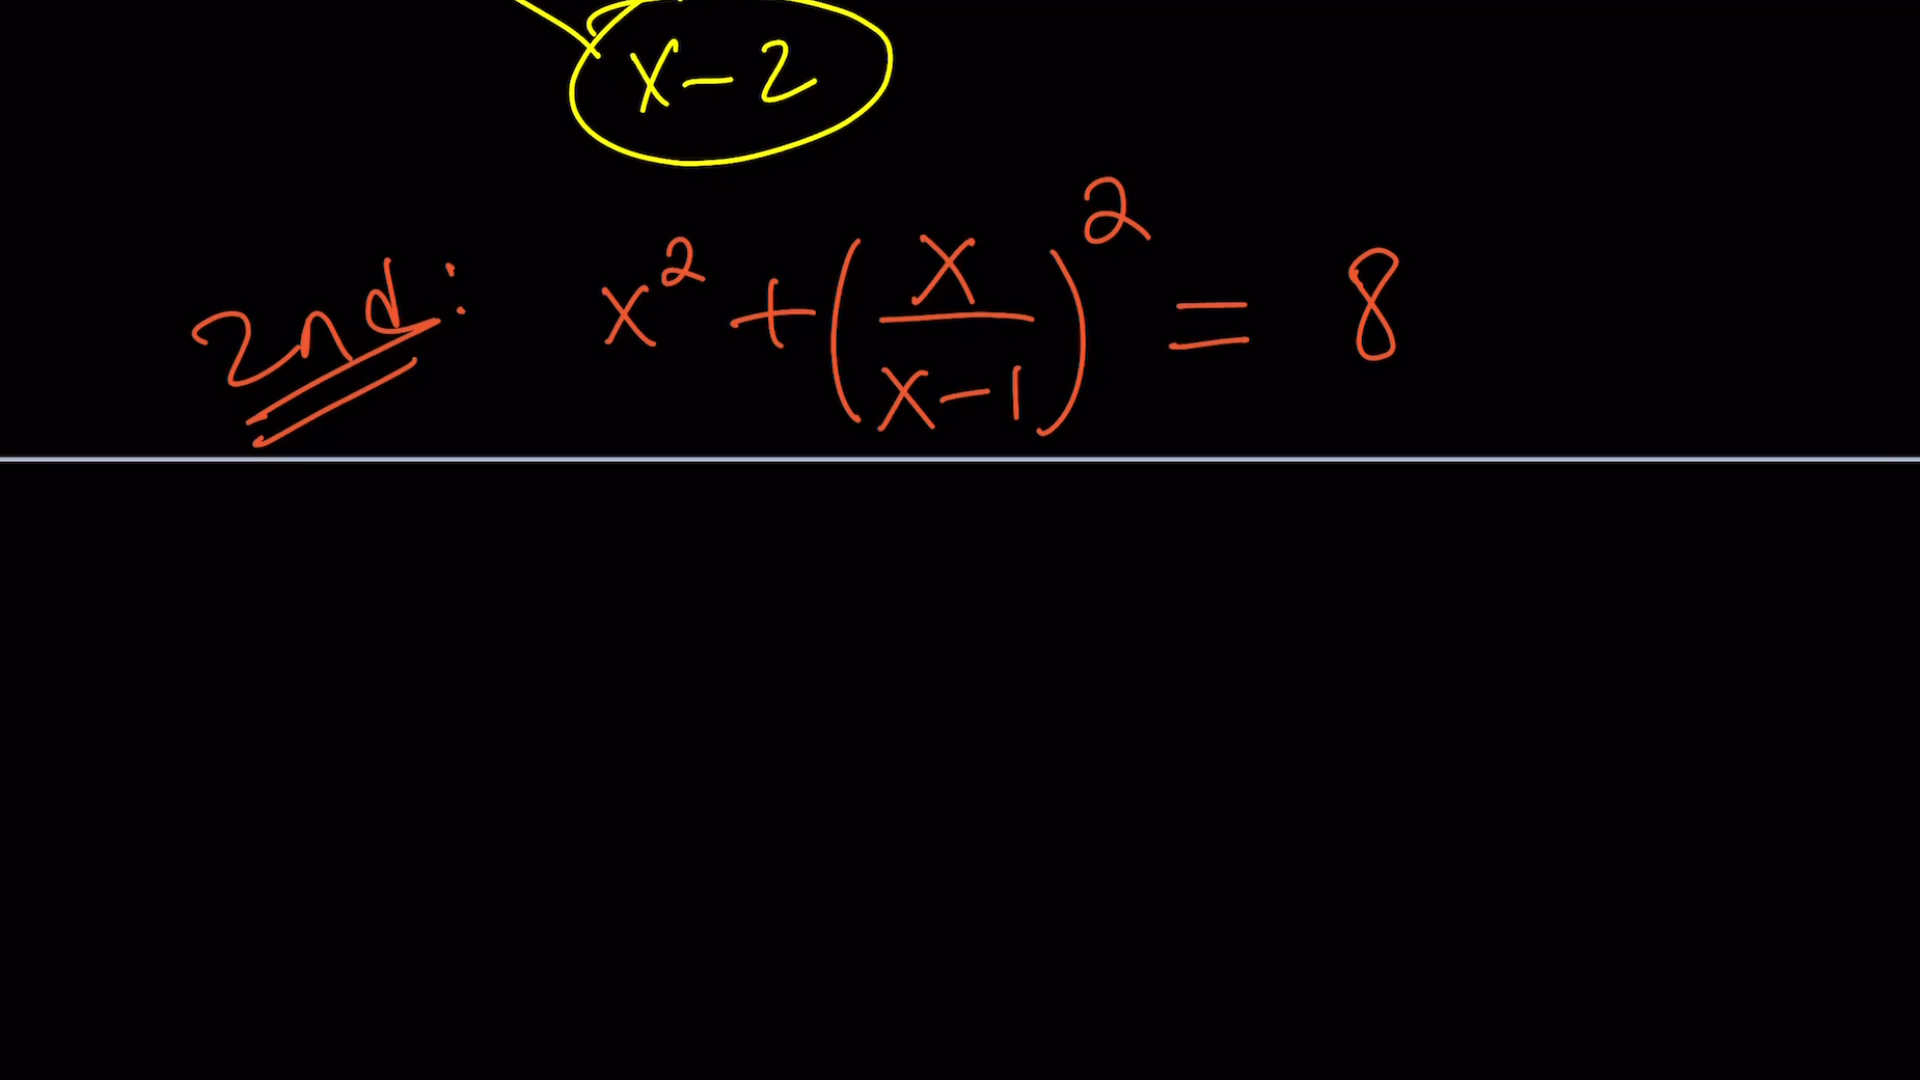 x-2
2nd: x² + (x/(x-1))² = 8